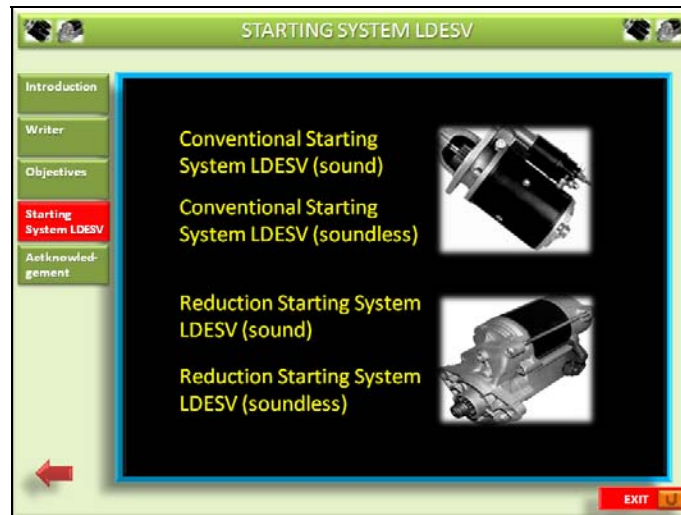 STARTING SYSTEM LDESV
Introduction
Writer
Objectives
Starting
System LDESV
Aetknowled-
gement
Conventional Starting
System LDESV (sound)
Conventional Starting
System LDESV (soundless)
Reduction Starting System
LDESV (sound)
Reduction Starting System
LDESV (soundless)
EXIT